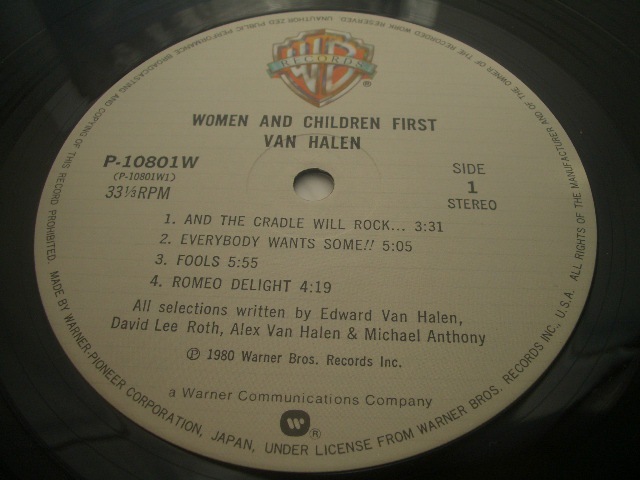 WB
RECORDS
®
WOMEN AND CHILDREN FIRST
VAN HALEN
P-10801W
(P-10801W1)
33⅓RPM
SIDE
1
STEREO
1. AND THE CRADLE WILL ROCK... 3:31
2. EVERYBODY WANTS SOME!! 5:05
3. FOOLS 5:55
4. ROMEO DELIGHT 4:19
All selections written by Edward Van Halen,
David Lee Roth, Alex Van Halen & Michael Anthony
℗ 1980 Warner Bros. Records Inc.
a Warner Communications Company
®
MADE BY WARNER-PIONEER CORPORATION, JAPAN, UNDER LICENSE FROM WARNER BROS. RECORDS INC., U.S.A. ALL RIGHTS OF THE MANUFACTURER AND OF THE OWNER OF THE RECORDED WORK RESERVED. UNAUTHORIZED PUBLIC PERFORMANCE BROADCASTING AND COPYING OF THIS RECORD PROHIBITED.